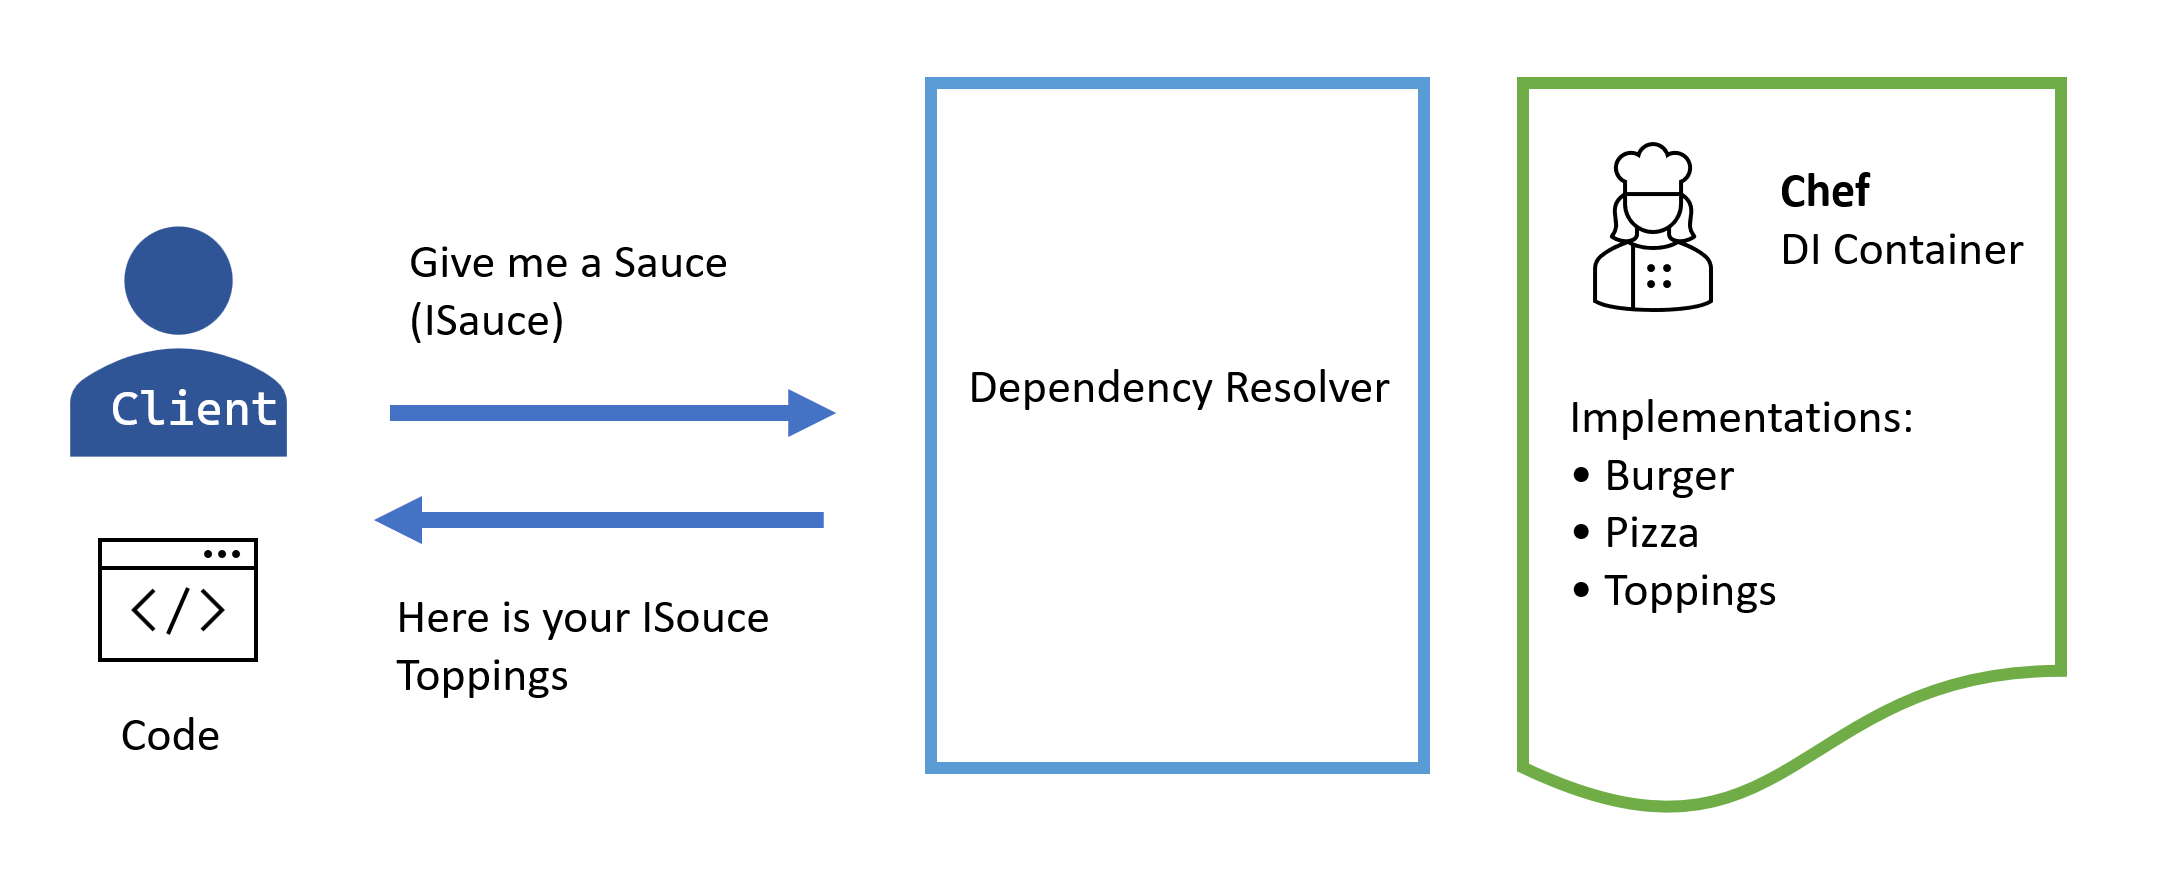 Client
</>
Code
Give me a Sauce
(ISauce)
Here is your ISouce
Toppings
Dependency Resolver
Chef
DI Container
Implementations:
• Burger
• Pizza
• Toppings